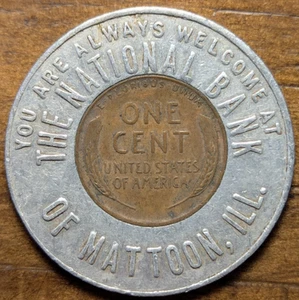 YOU ARE ALWAYS WELCOME AT
THE NATIONAL BANK
OF MATTOON, ILL.
E·PLURIBUS·UNUM
ONE
CENT
UNITED STATES
OF AMERICA